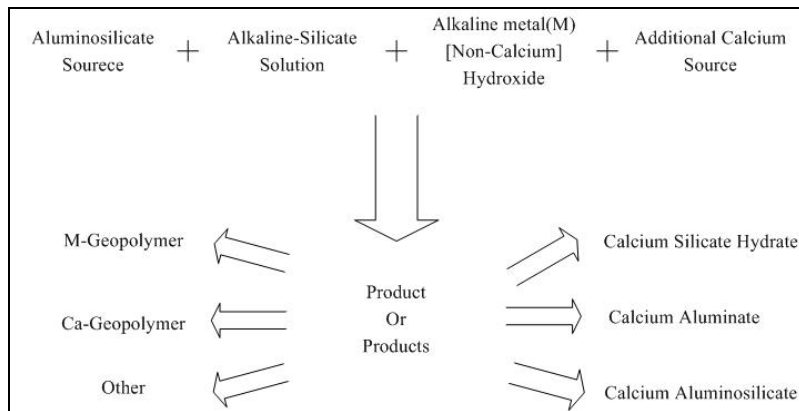 Aluminosilicate
Sourece
+
Alkaline-Silicate
Solution
+
Alkaline metal(M)
[Non-Calcium]
Hydroxide
+
Additional Calcium
Source
M-Geopolymer
Ca-Geopolymer
Other
Product
Or
Products
Calcium Silicate Hydrate
Calcium Aluminate
Calcium Aluminosilicate